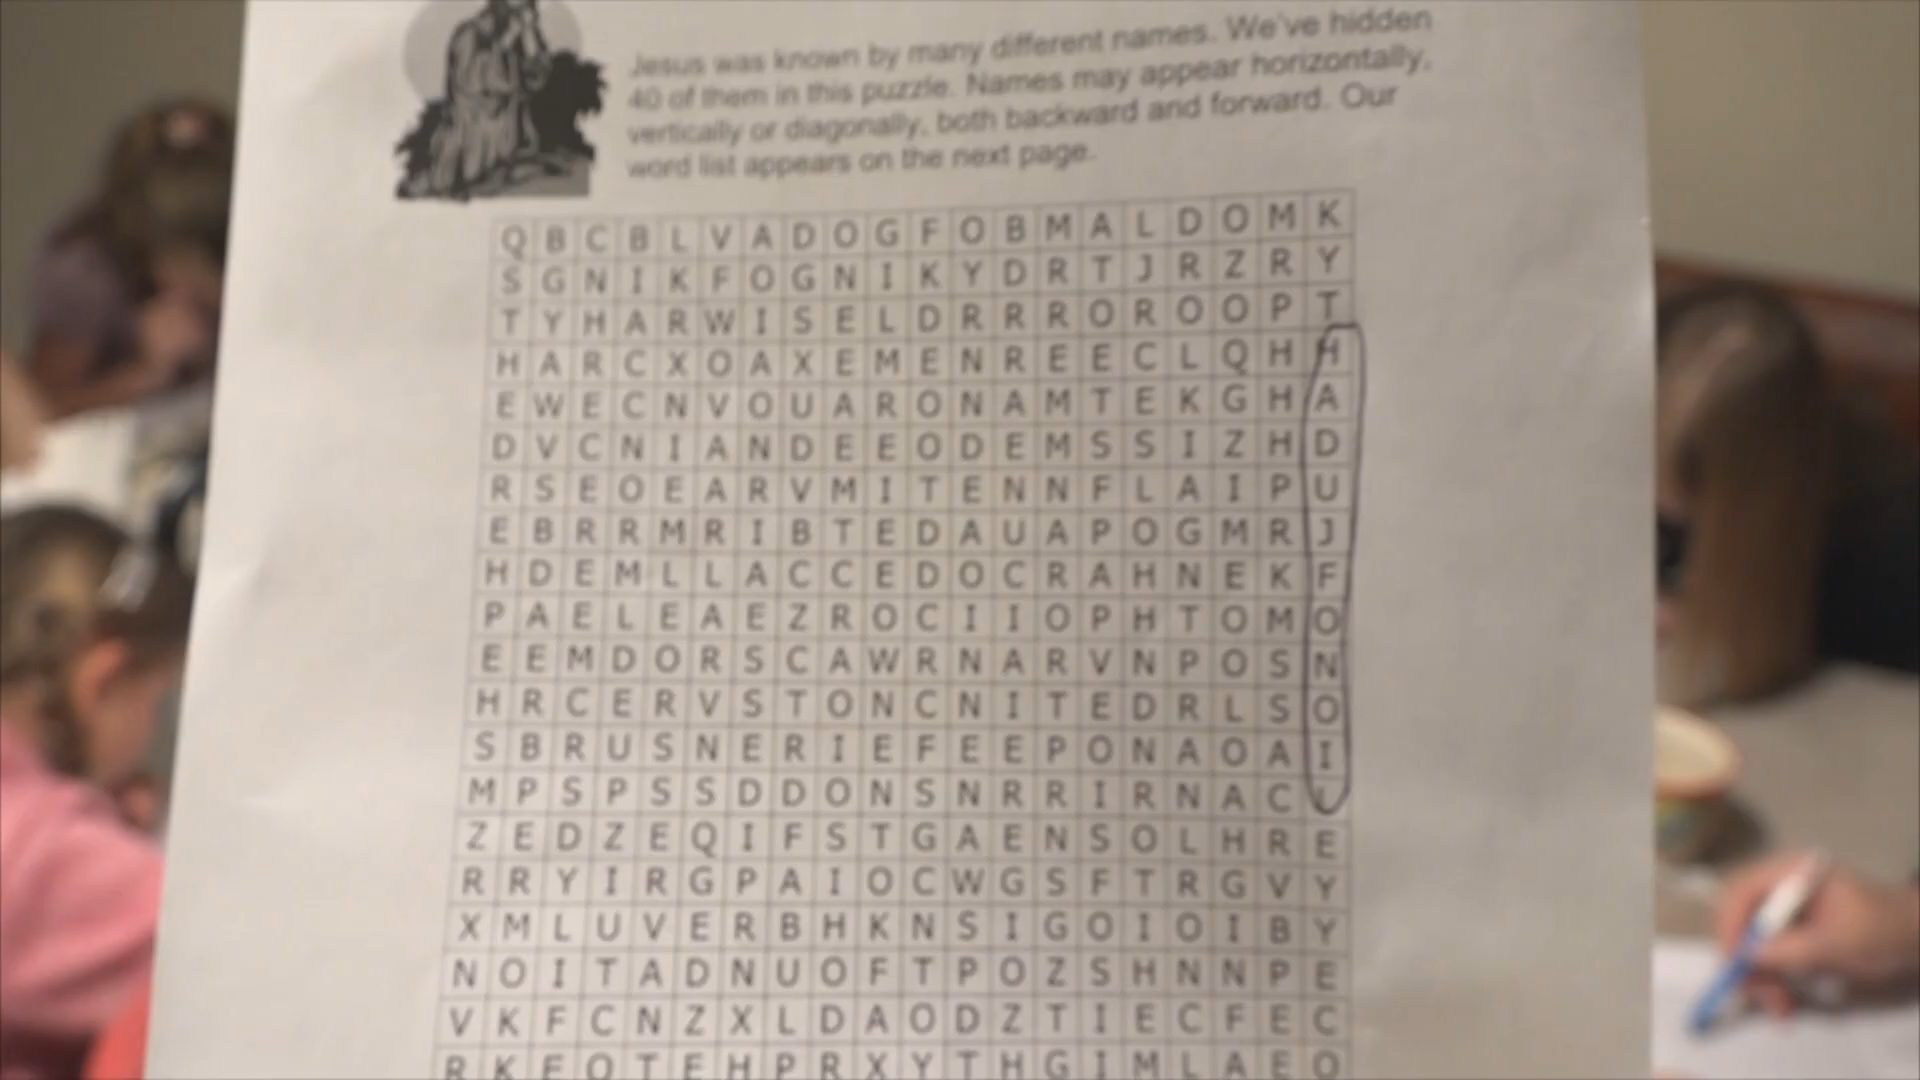 Jesus was known by many different names. We've hidden
40 of them in this puzzle. Names may appear horizontally,
vertically or diagonally, both backward and forward. Our
word list appears on the next page.
Q B C B L V A D O G F O B M A L D O M K
S G N I K F O G N I K Y D R T J R Z R Y
T Y H A R W I S E L D R R R O R O O P T
H A R C X O A X E M E N R E E C L Q H H
E W E C N V O U A R O N A M T E K G H A
D V C N I A N D E E O D E M S S I Z H D
R S E O E A R V M I T E N N F L A I P U
E B R R M R I B T E D A U A P O G M R J
H D E M L L A C C E D O C R A H N E K F
P A E L E A E Z R O C I I O P H T O M O
E E M D O R S C A W R N A R V N P O S N
H R C E R V S T O N C N I T E D R L S O
S B R U S N E R I E F E E P O N A O A I
M P S P S S D D O N S N R R I R N A C L
Z E D Z E Q I F S T G A E N S O L H R E
R R Y I R G P A I O C W G S F T R G V Y
X M L U V E R B H K N S I G O I O I B Y
N O I T A D N U O F T P O Z S H N N P E
V K F C N Z X L D A O D Z T I E C F E C
R K F O T E H P R X Y T H G I M L A E O